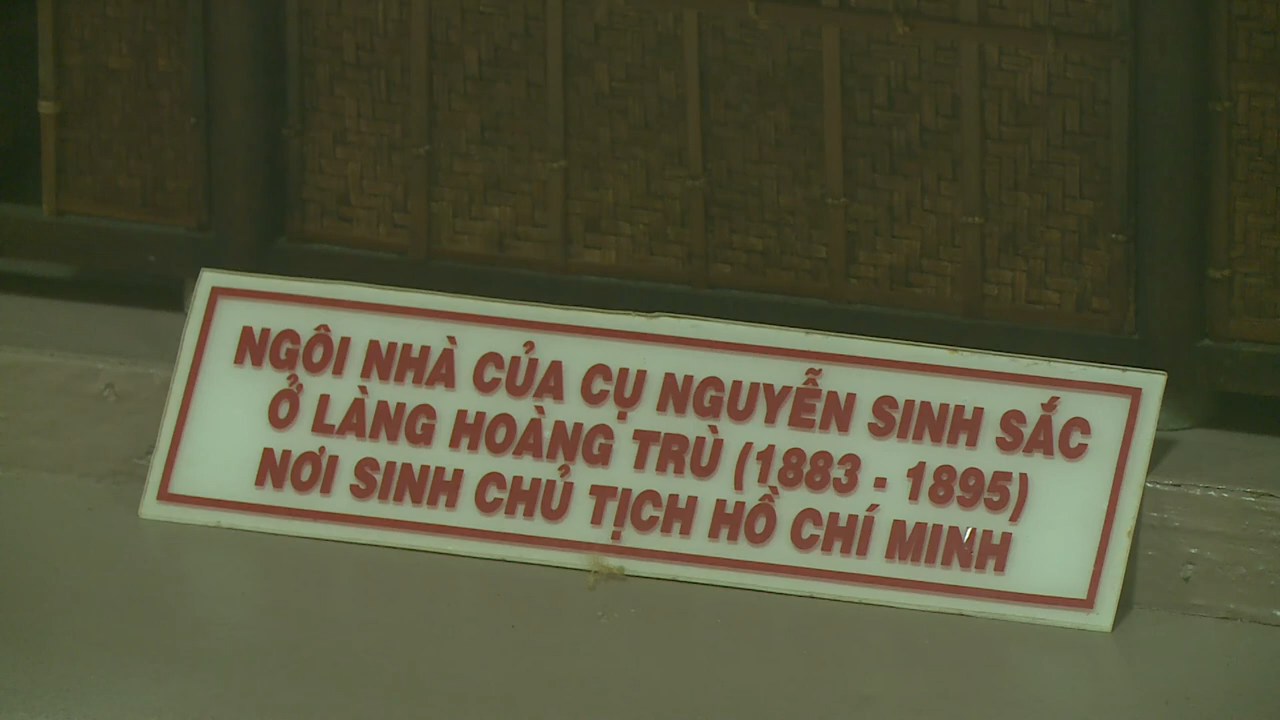 NGÔI NHÀ CỦA CỤ NGUYỄN SINH SẮC
Ở LÀNG HOÀNG TRÙ (1883 - 1895)
NƠI SINH CHỦ TỊCH HỒ CHÍ MINH